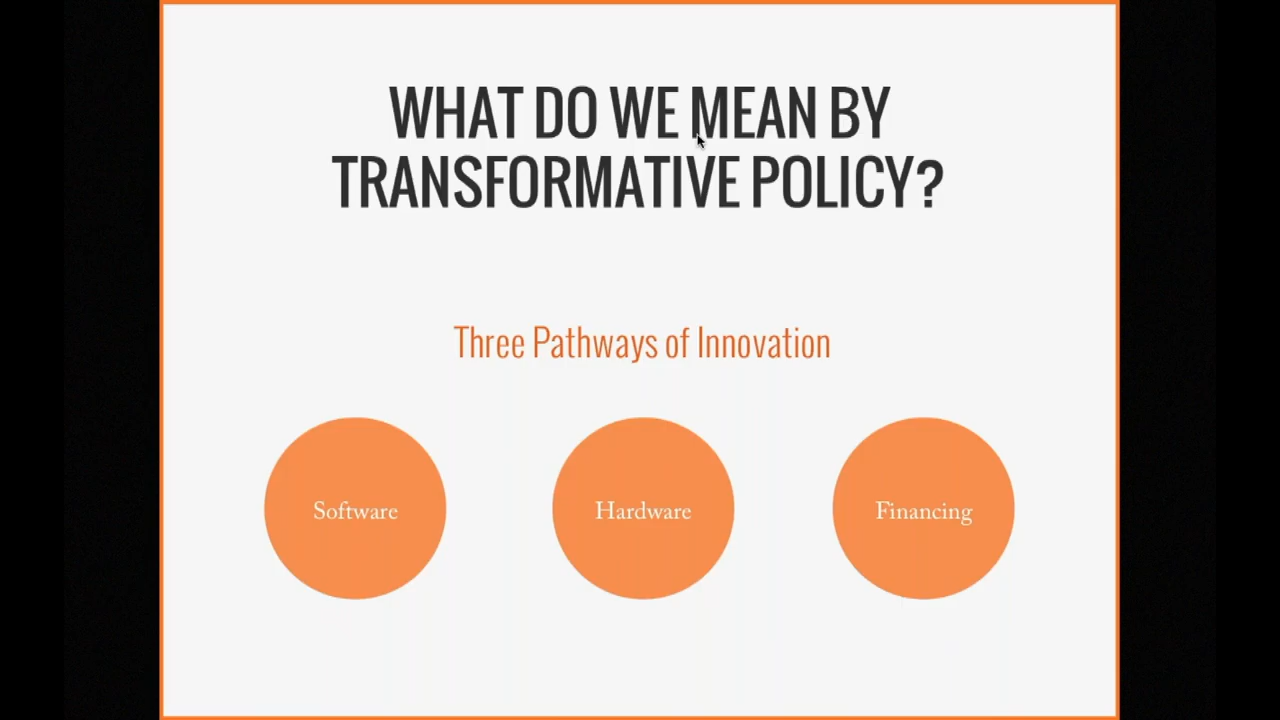 WHAT DO WE MEAN BY
TRANSFORMATIVE POLICY?
Three Pathways of Innovation
Software
Hardware
Financing